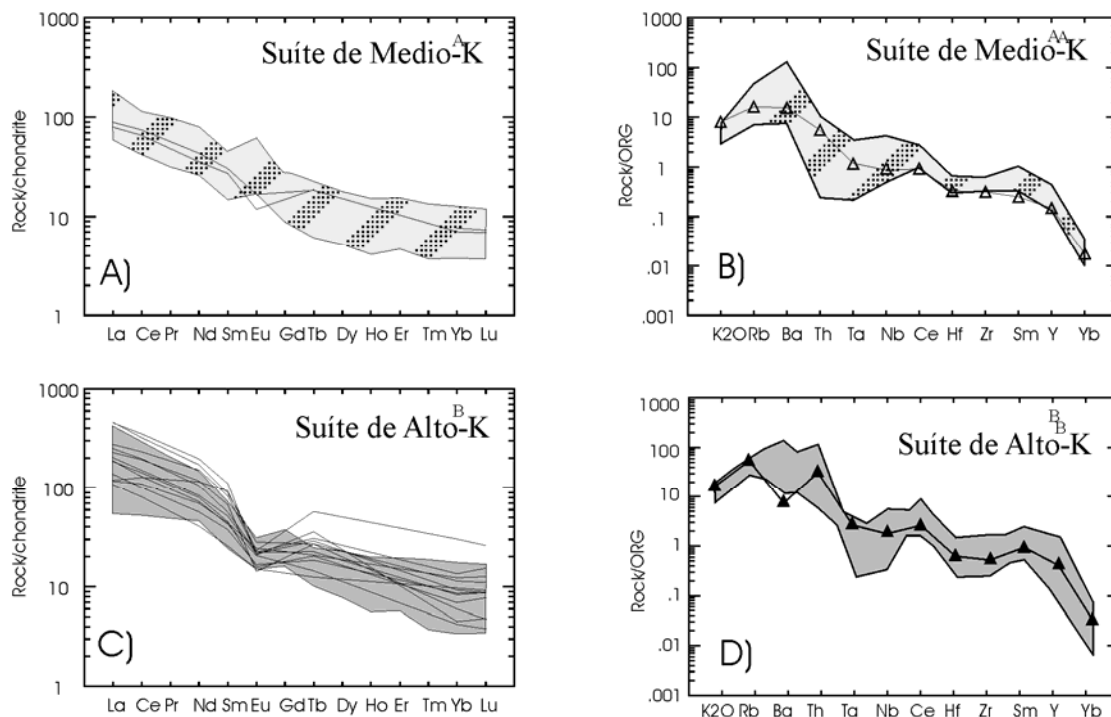 1000
100
10
1
Rock/chondrite
Suíte de Medio-K
A
A)
La Ce Pr Nd Sm Eu Gd Tb Dy Ho Er Tm Yb Lu
1000
100
10
1
.1
.01
.001
Rock/ORG
Suíte de Medio-K
AA
B)
K2O Rb Ba Th Ta Nb Ce Hf Zr Sm Y Yb
1000
100
10
1
Rock/chondrite
Suíte de Alto-K
B
C)
La Ce Pr Nd Sm Eu Gd Tb Dy Ho Er Tm Yb Lu
1000
100
10
1
.1
.01
.001
Rock/ORG
Suíte de Alto-K
B
B
D)
K2O Rb Ba Th Ta Nb Ce Hf Zr Sm Y Yb